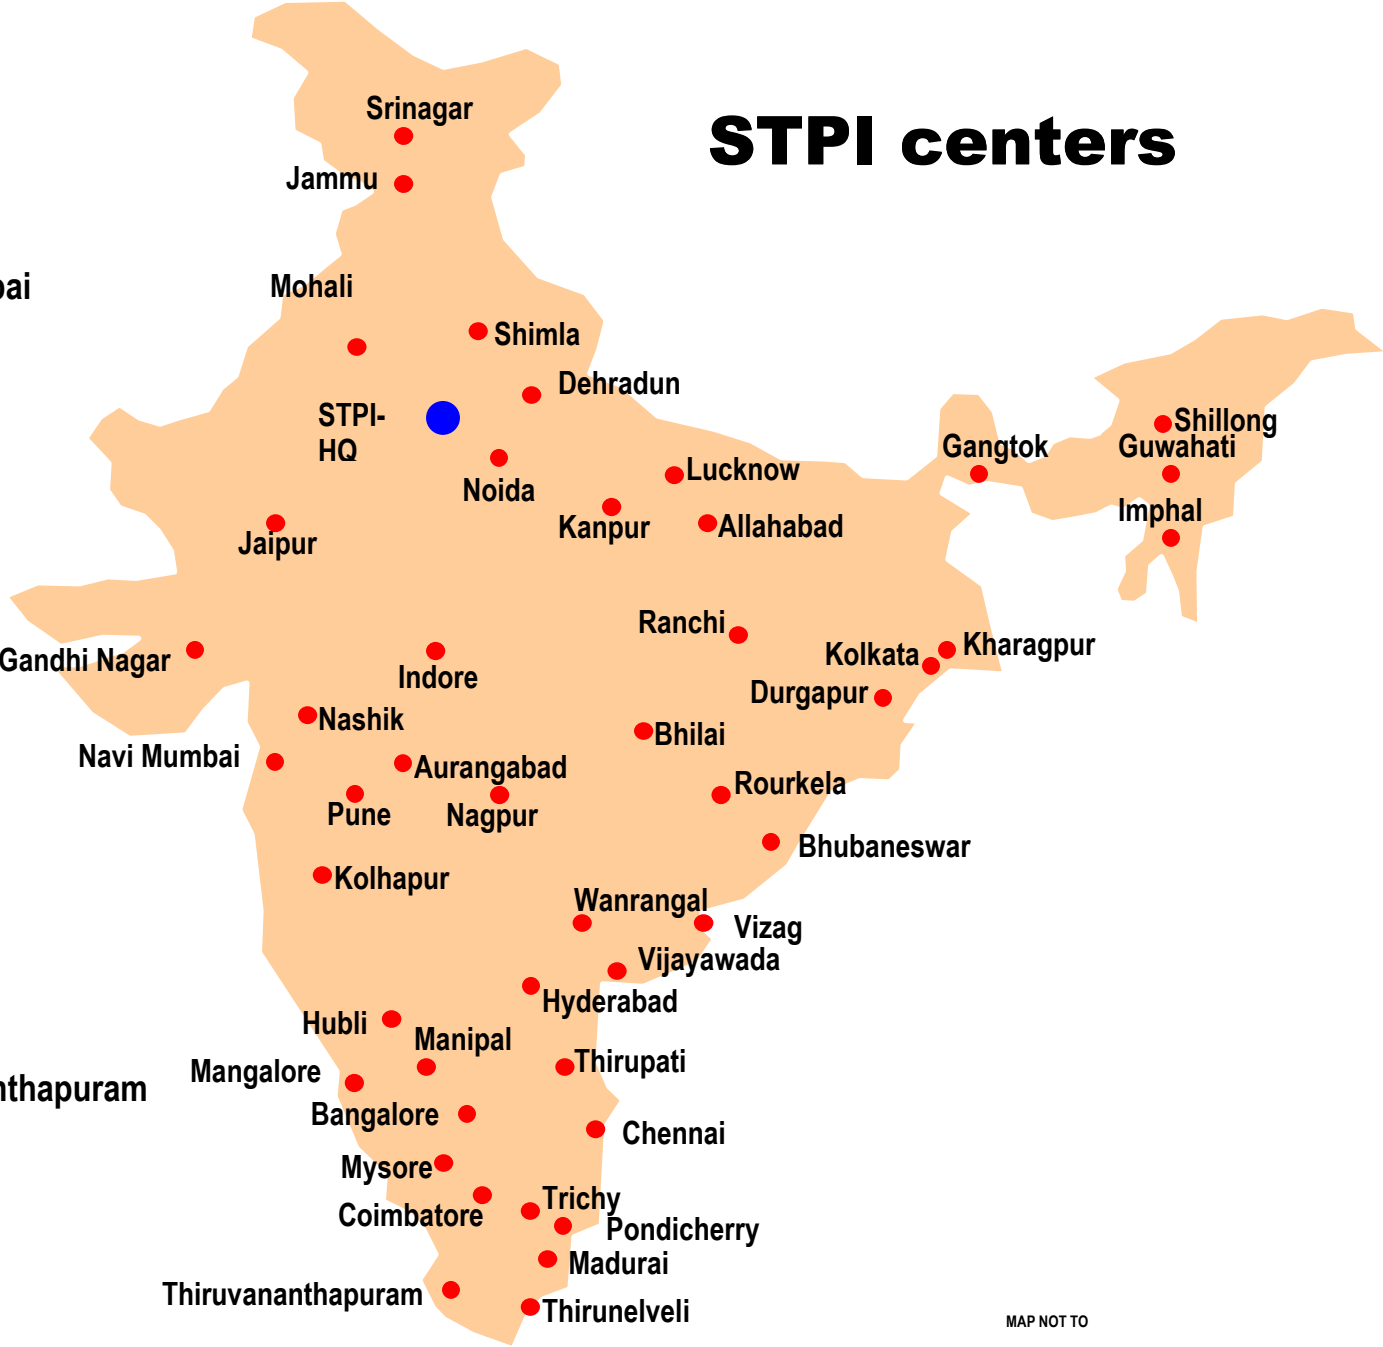 STPI centers
Srinagar
Jammu
bai
Mohali
Shimla
Dehradun
STPI-
HQ
Noida
Lucknow
Kanpur
Allahabad
Jaipur
Gangtok
Shillong
Guwahati
Imphal
Ranchi
Kolkata
Kharagpur
Durgapur
Gandhi Nagar
Indore
Nashik
Bhilai
Navi Mumbai
Aurangabad
Pune
Nagpur
Rourkela
Bhubaneswar
Kolhapur
Wanrangal
Vizag
Vijayawada
Hyderabad
Hubli
Manipal
Mangalore
Thirupati
nthapuram
Bangalore
Chennai
Mysore
Coimbatore
Trichy
Pondicherry
Madurai
Thiruvananthapuram
Thirunelveli
MAP NOT TO